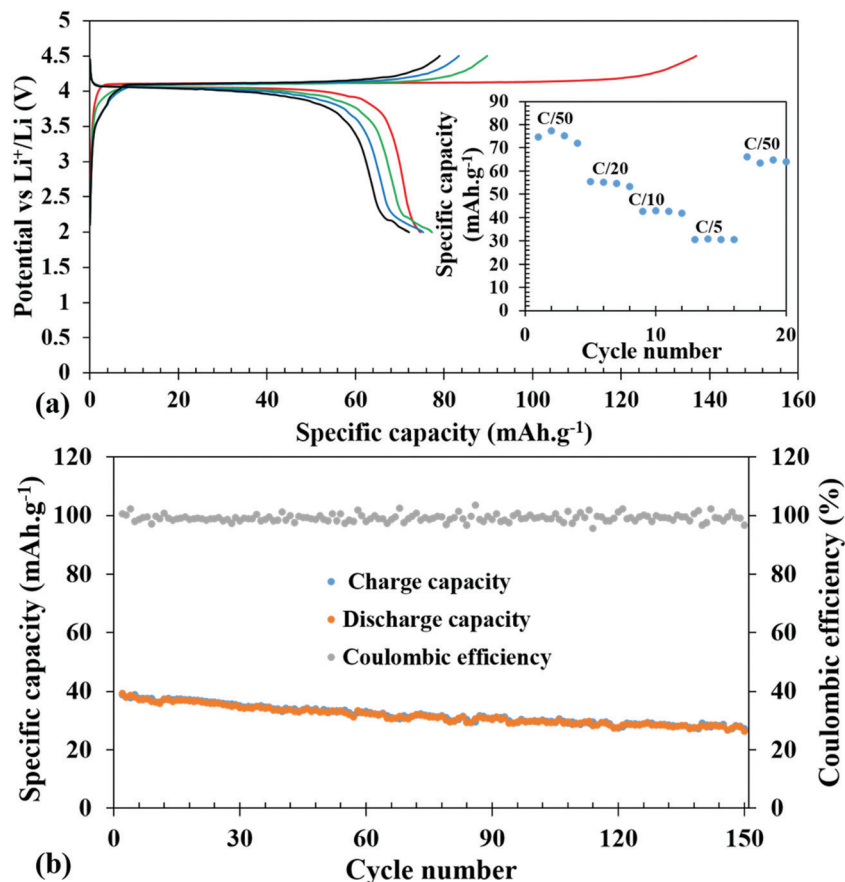 5
4.5
4
3.5
3
2.5
2
1.5
1
0.5
0
Potential vs Li⁺/Li (V)
0 20 40 60 80 100 120 140 160
Specific capacity (mAh.g⁻¹)
(a)
90
80
70
60
50
40
30
20
10
0
Specific capacity
(mAh.g⁻¹)
C/50
C/20
C/10
C/5
C/50
0 10 20
Cycle number
120
100
80
60
40
20
0
Specific capacity (mAh.g⁻¹)
Charge capacity
Discharge capacity
Coulombic efficiency
120
100
80
60
40
20
0
Coulombic efficiency (%)
0 30 60 90 120 150
Cycle number
(b)